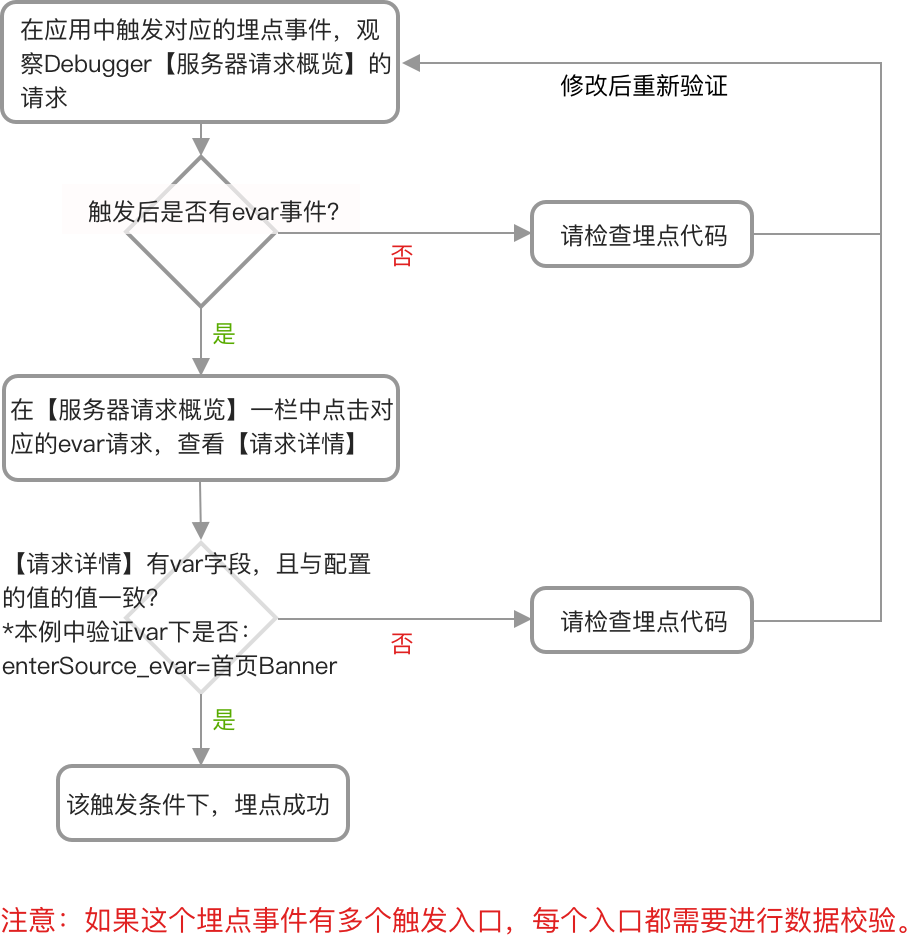 在应用中触发对应的埋点事件，观
察Debugger【服务器请求概览】的
请求
修改后重新验证
触发后是否有evar事件？
否
请检查埋点代码
是
在【服务器请求概览】一栏中点击对
应的evar请求，查看【请求详情】
【请求详情】有var字段，且与配置
的值的值一致？
*本例中验证var下是否：
enterSource_evar=首页Banner
否
请检查埋点代码
是
该触发条件下，埋点成功
注意：如果这个埋点事件有多个触发入口，每个入口都需要进行数据校验。